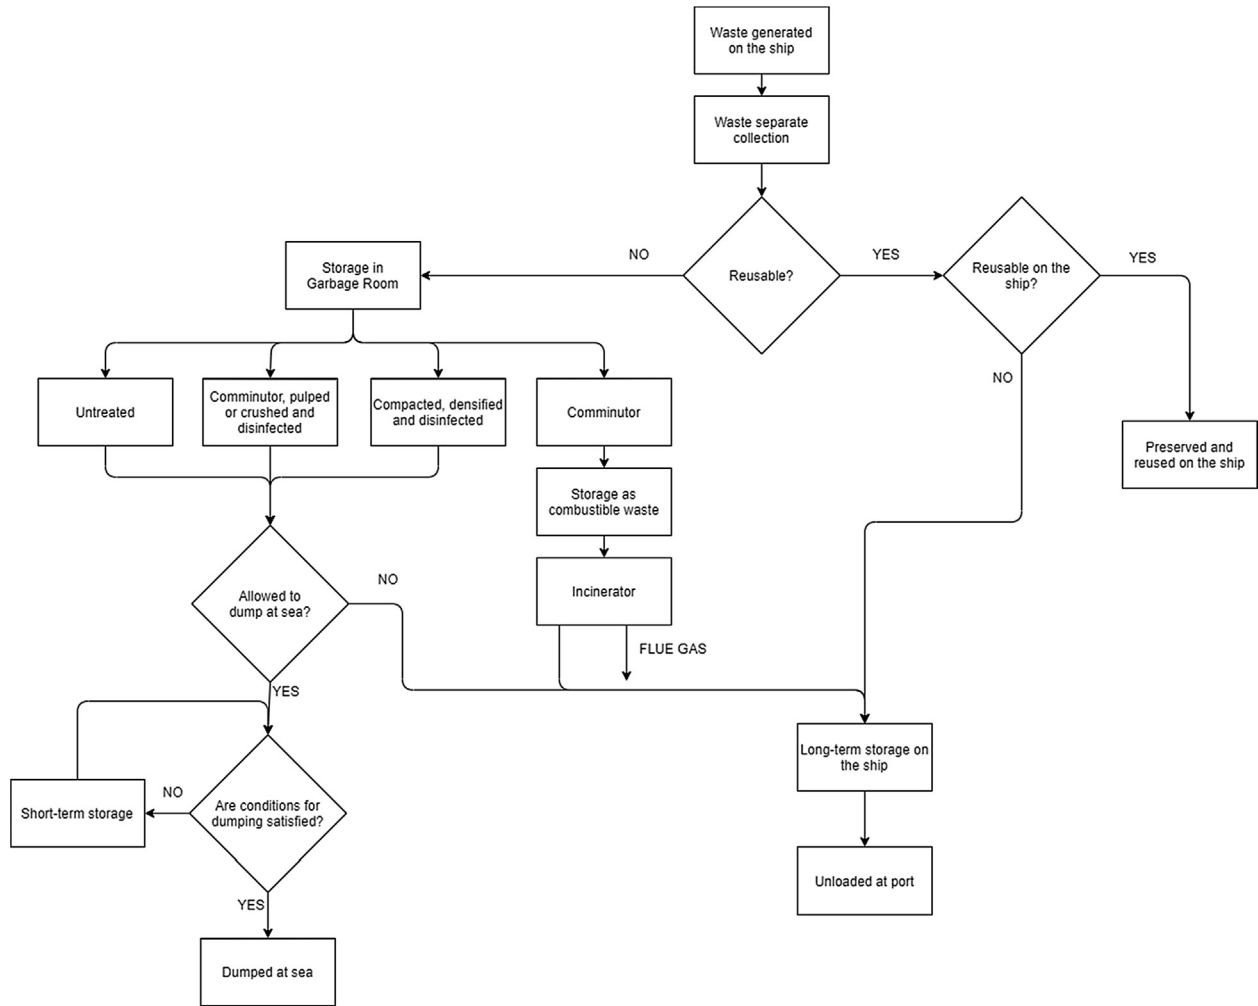 Waste generated
on the ship
Waste separate
collection
Reusable?
NO
YES
Reusable on the
ship?
YES
NO
Storage in
Garbage Room
Untreated
Comminutor, pulped
or crushed and
disinfected
Compacted, densified
and disinfected
Comminutor
Preserved and
reused on the ship
Storage as
combustible waste
Incinerator
FLUE GAS
Allowed to
dump at sea?
NO
YES
Long-term storage on
the ship
Short-term storage
NO
Are conditions for
dumping satisfied?
YES
Unloaded at port
Dumped at sea